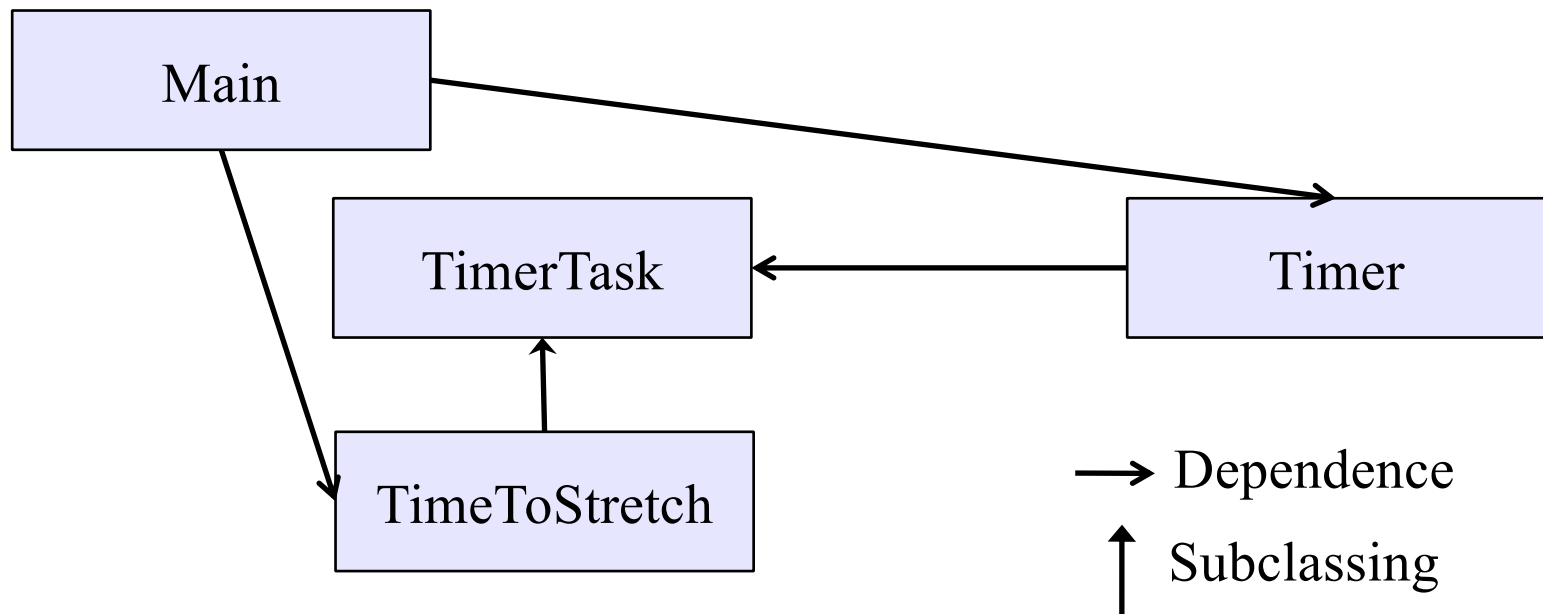 Main
TimerTask
Timer
TimeToStretch
Dependence
Subclassing